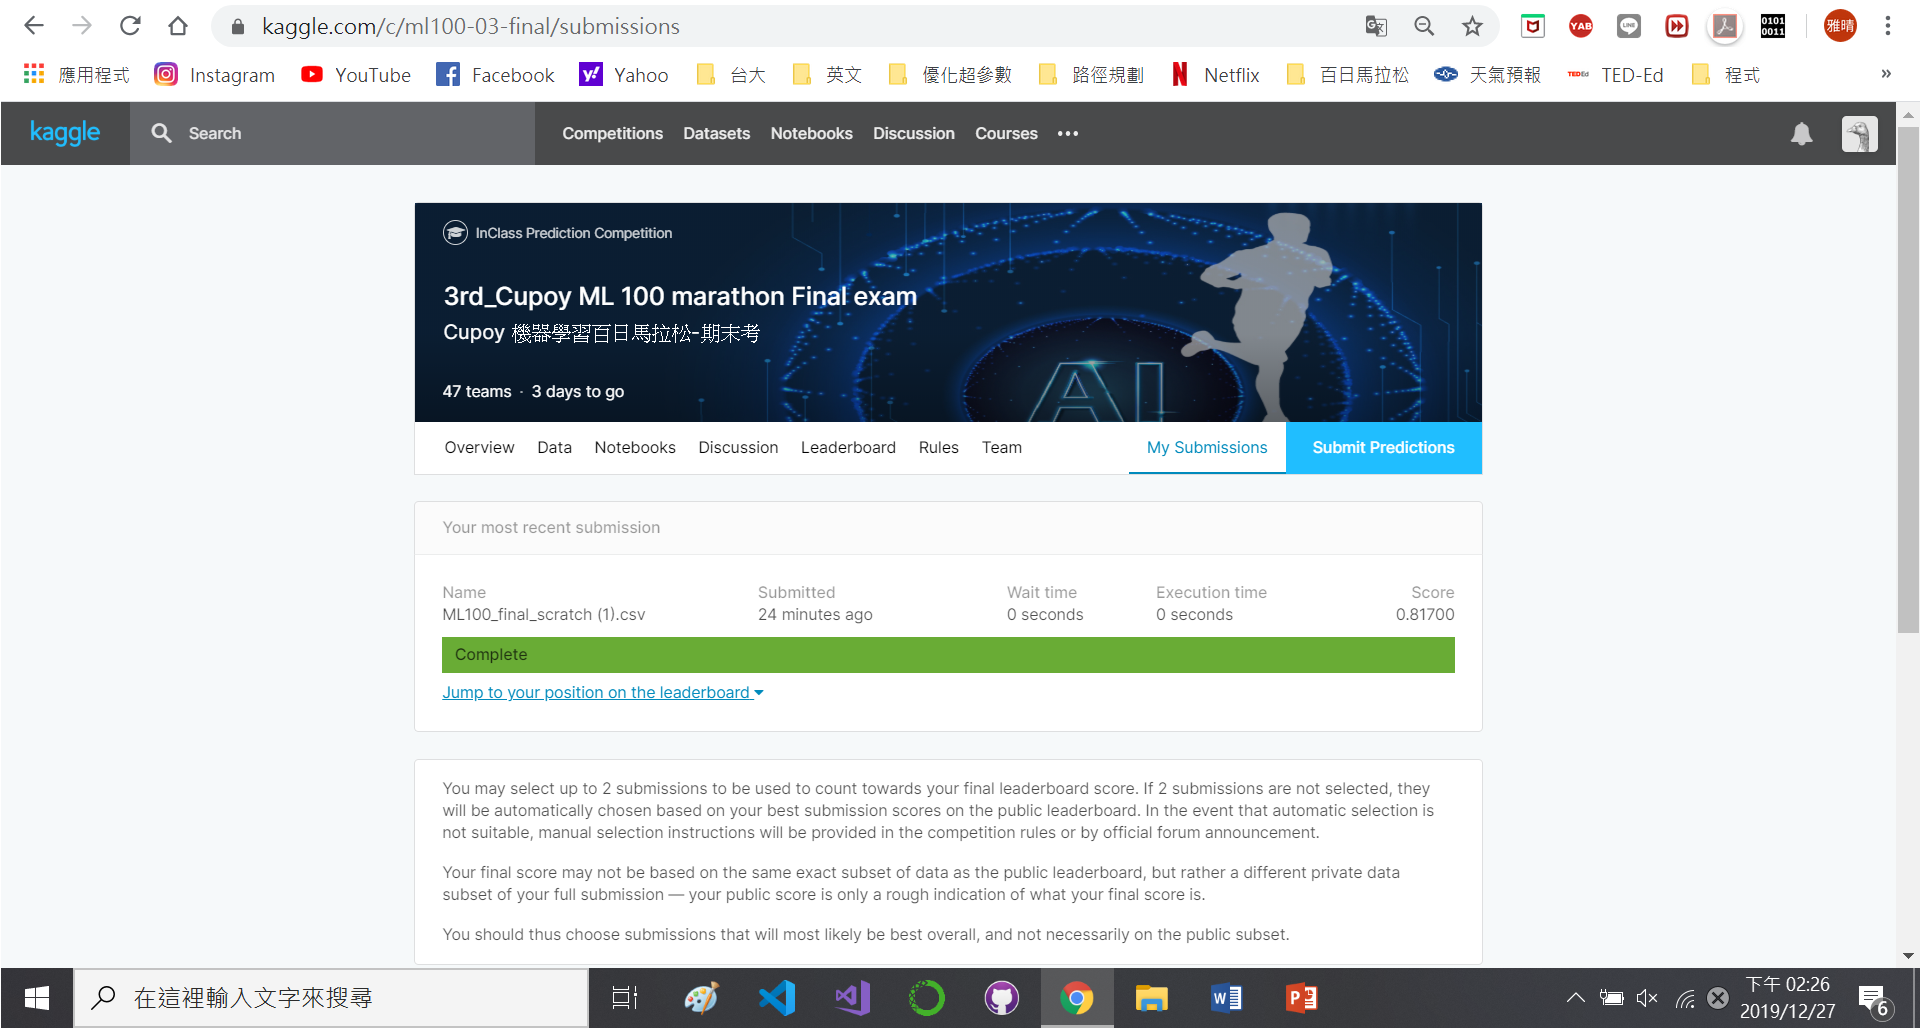 kaggle.com/c/ml100-03-final/submissions
YAB
LINE
0101
0011
雅晴
應用程式 Instagram YouTube Facebook y! Yahoo 台大 英文 優化超參數 路徑規劃 Netflix 百日馬拉松 天氣預報 TED-Ed 程式 »
kaggle Search Competitions Datasets Notebooks Discussion Courses •••
InClass Prediction Competition
3rd_Cupoy ML 100 marathon Final exam
Cupoy 機器學習百日馬拉松-期末考
AI
47 teams · 3 days to go
Overview Data Notebooks Discussion Leaderboard Rules Team My Submissions Submit Predictions
Your most recent submission
Name Submitted Wait time Execution time Score
ML100_final_scratch (1).csv 24 minutes ago 0 seconds 0 seconds 0.81700
Complete
Jump to your position on the leaderboard
You may select up to 2 submissions to be used to count towards your final leaderboard score. If 2 submissions are not selected, they
will be automatically chosen based on your best submission scores on the public leaderboard. In the event that automatic selection is
not suitable, manual selection instructions will be provided in the competition rules or by official forum announcement.
Your final score may not be based on the same exact subset of data as the public leaderboard, but rather a different private data
subset of your full submission — your public score is only a rough indication of what your final score is.
You should thus choose submissions that will most likely be best overall, and not necessarily on the public subset.
在這裡輸入文字來搜尋
下午 02:26
2019/12/27
6